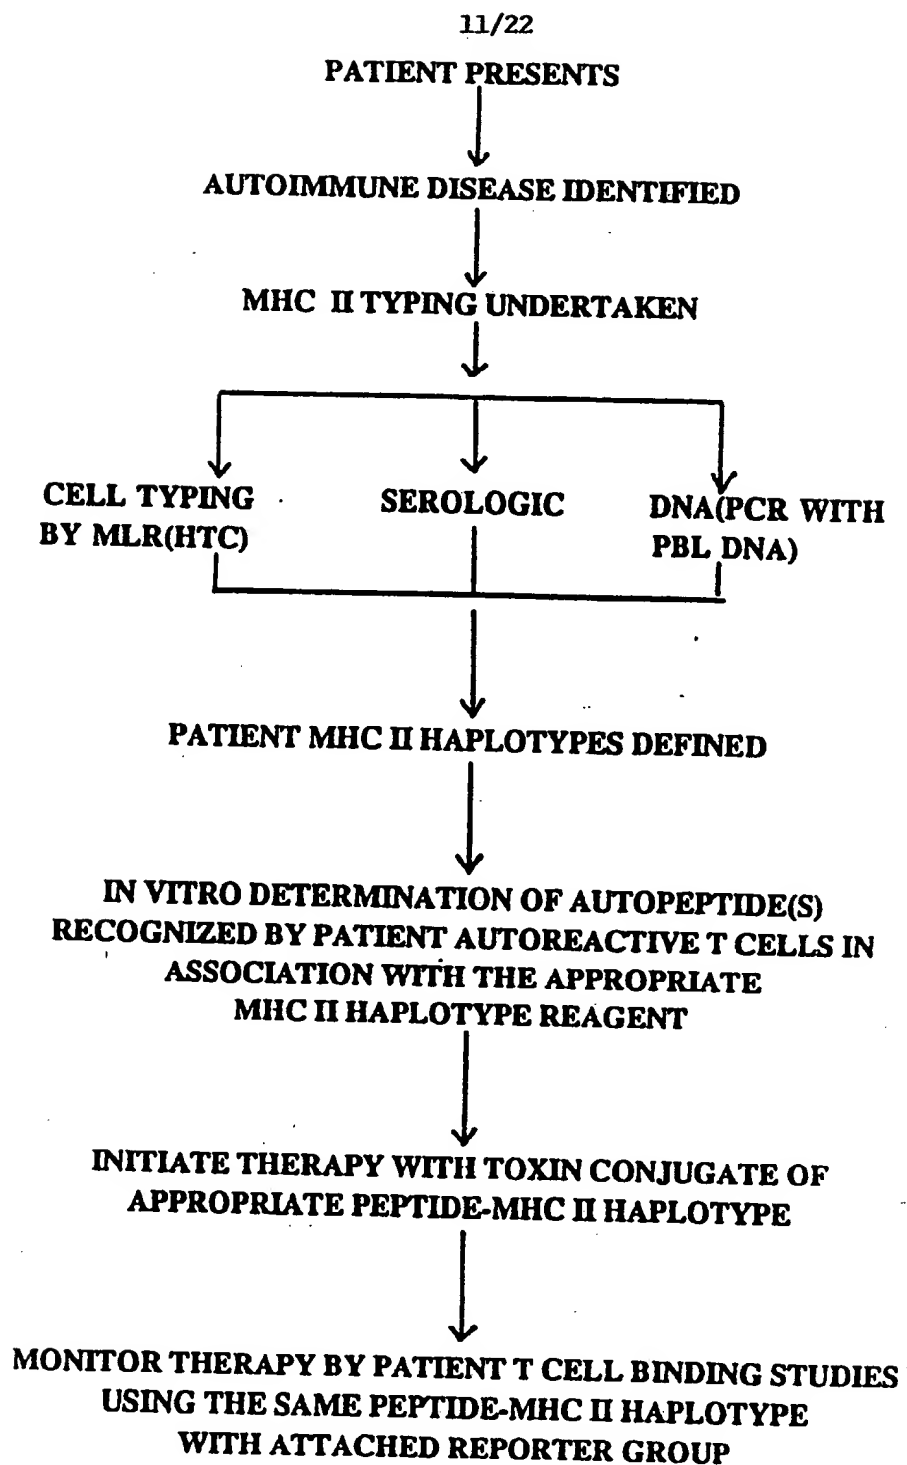 11/22
PATIENT PRESENTS
AUTOIMMUNE DISEASE IDENTIFIED
MHC II TYPING UNDERTAKEN
CELL TYPING
BY MLR(HTC)
SEROLOGIC
DNA(PCR WITH
PBL DNA)
PATIENT MHC II HAPLOTYPES DEFINED
IN VITRO DETERMINATION OF AUTOPEPTIDE(S)
RECOGNIZED BY PATIENT AUTOREACTIVE T CELLS IN
ASSOCIATION WITH THE APPROPRIATE
MHC II HAPLOTYPE REAGENT
INITIATE THERAPY WITH TOXIN CONJUGATE OF
APPROPRIATE PEPTIDE-MHC II HAPLOTYPE
MONITOR THERAPY BY PATIENT T CELL BINDING STUDIES
USING THE SAME PEPTIDE-MHC II HAPLOTYPE
WITH ATTACHED REPORTER GROUP